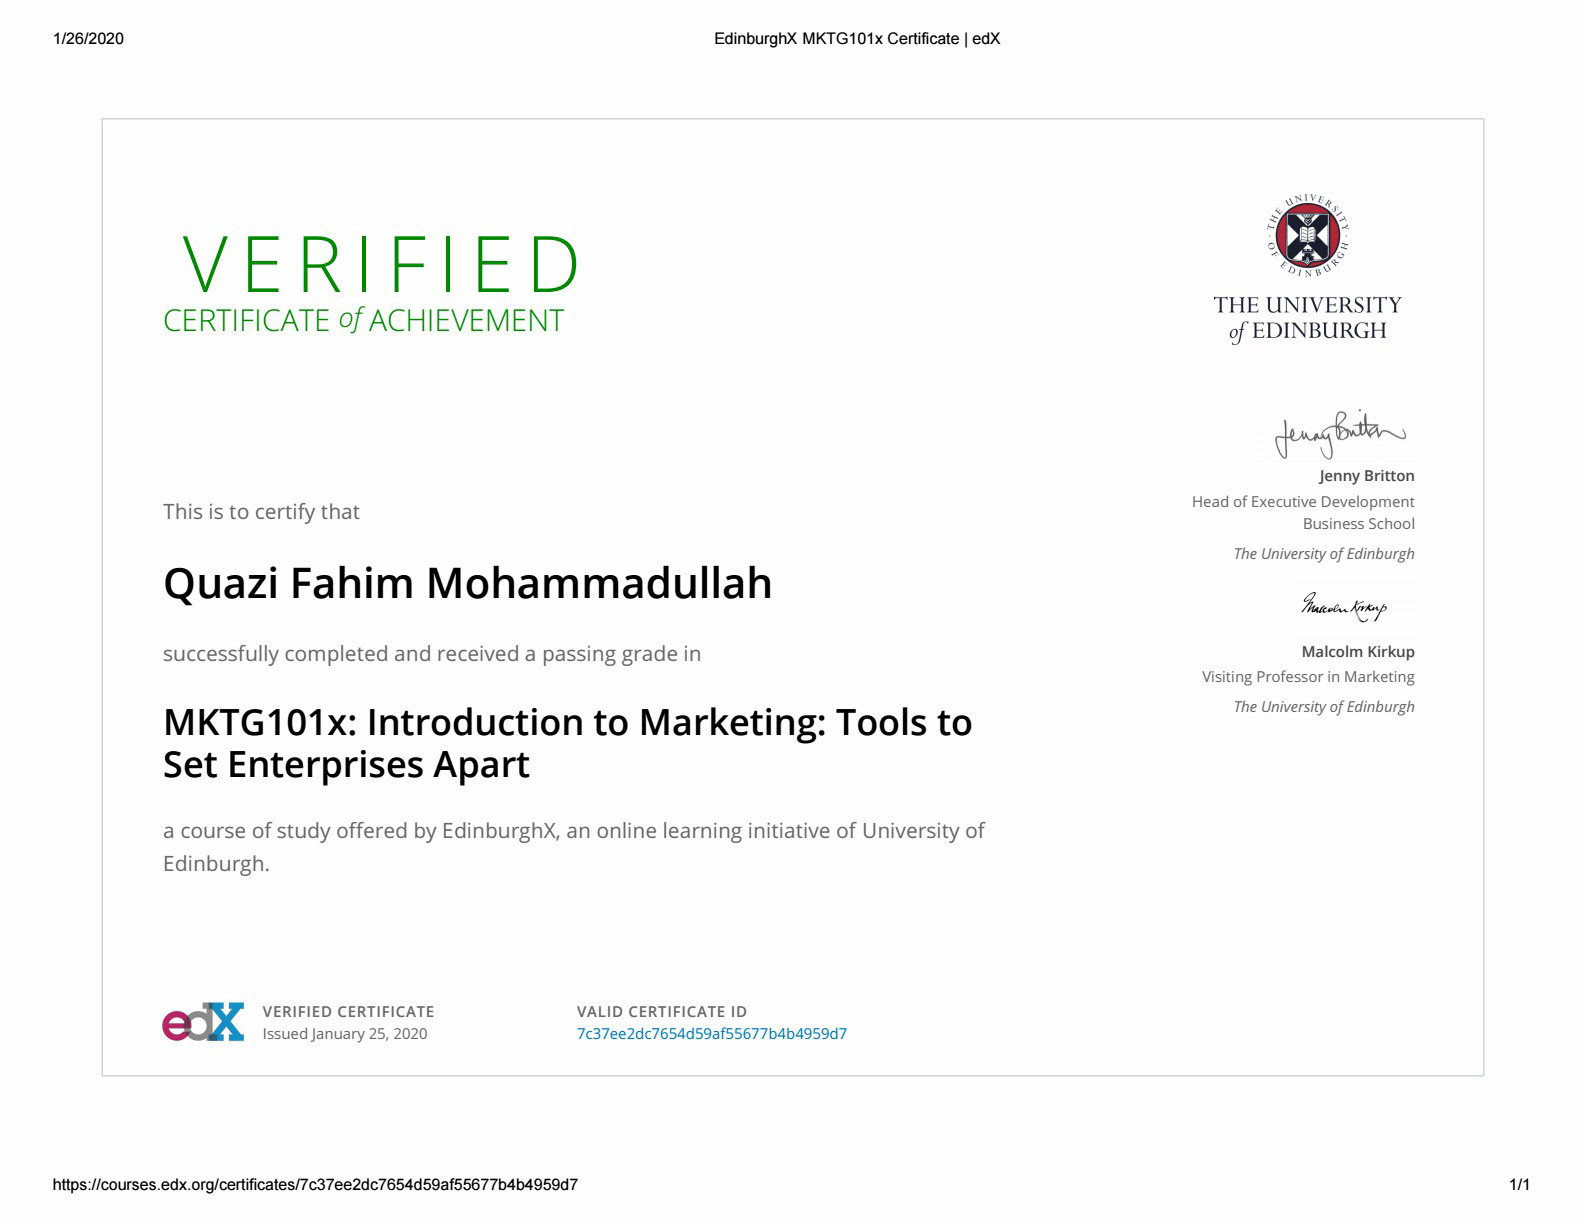 1/26/2020
EdinburghX MKTG101x Certificate | edX
VERIFIED
CERTIFICATE of ACHIEVEMENT
THE UNIVERSITY OF EDINBURGH
THE UNIVERSITY
of EDINBURGH
Jenny Britton
Jenny Britton
Head of Executive Development
Business School
The University of Edinburgh
Malcolm Kirkup
Malcolm Kirkup
Visiting Professor in Marketing
The University of Edinburgh
This is to certify that
Quazi Fahim Mohammadullah
successfully completed and received a passing grade in
MKTG101x: Introduction to Marketing: Tools to
Set Enterprises Apart
a course of study offered by EdinburghX, an online learning initiative of University of
Edinburgh.
edX
VERIFIED CERTIFICATE
Issued January 25, 2020
VALID CERTIFICATE ID
7c37ee2dc7654d59af55677b4b4959d7
https://courses.edx.org/certificates/7c37ee2dc7654d59af55677b4b4959d7
1/1